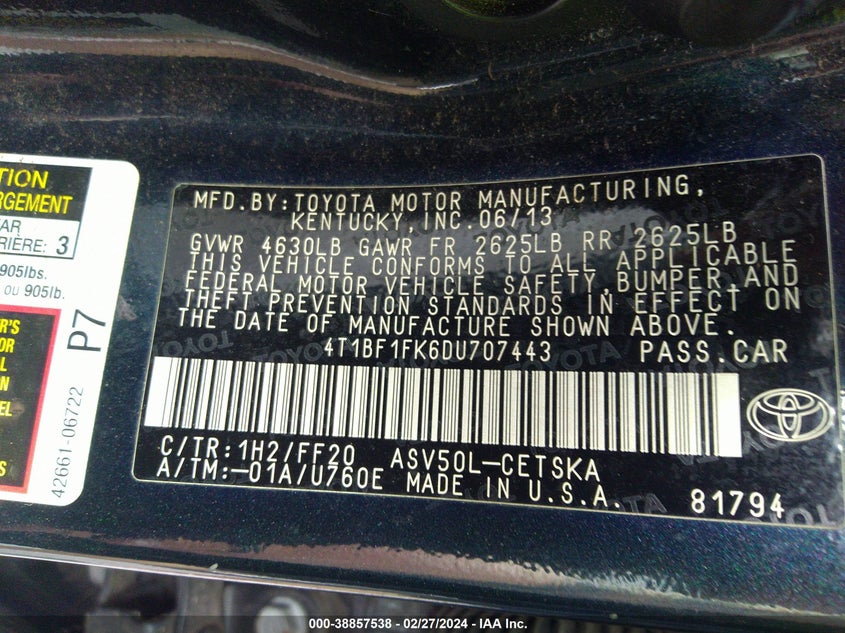 TION
RGEMENT
AR
RIÈRE: 3
905lbs.
ou 905lb.
R'S
OR
L
ON
EL
S
42661-06722 P7
MFD.BY:TOYOTA MOTOR MANUFACTURING,
KENTUCKY,INC.06/13
GVWR 4630LB GAWR FR 2625LB RR 2625LB
THIS VEHICLE CONFORMS TO ALL APPLICABLE
FEDERAL MOTOR VEHICLE SAFETY,BUMPER,AND
THEFT PREVENTION STANDARDS IN EFFECT ON
THE DATE OF MANUFACTURE SHOWN ABOVE.
4T1BF1FK6DU707443 PASS.CAR
C/TR:1H2/FF20 ASV50L-CETSKA
A/TM:-01A/U760E MADE IN U.S.A.
81794
000-38857538 - 02/27/2024 - IAA Inc.